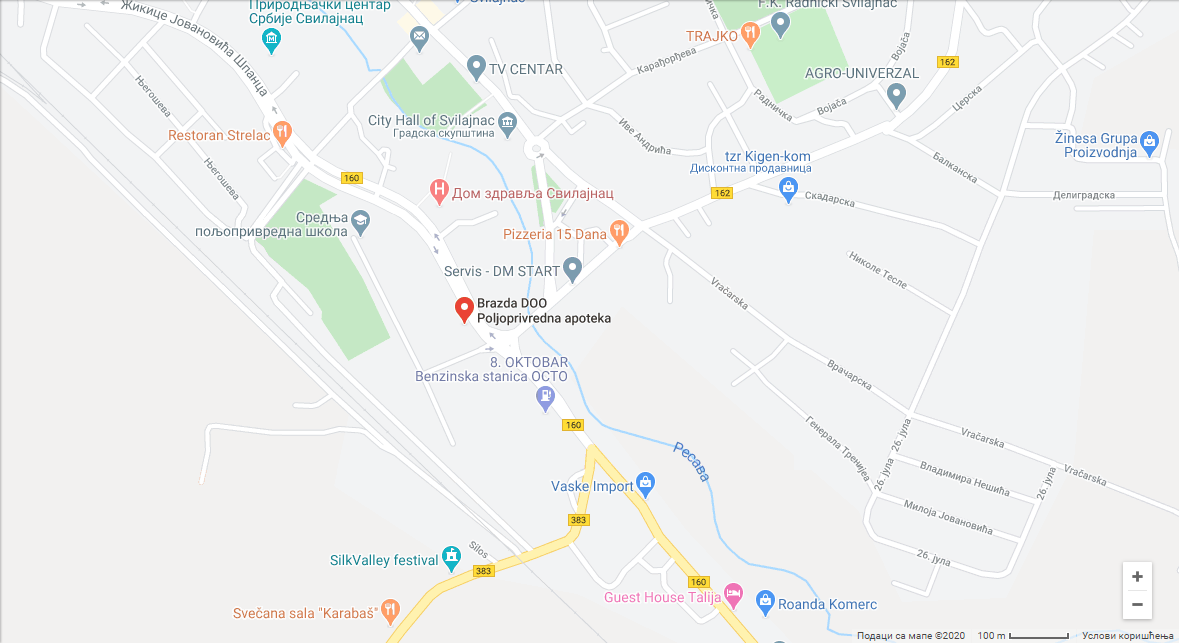 Природњачки центар
Србије Свилајнац
Жикице Јовановића Шпанца
Свилајнац
F.K. Radnički Svilajnac
TRAJKO
Војвођа
TV CENTAR
Карађорђева
162
AGRO-UNIVERZAL
Његошева
Радничка
Војвођа
Церска
City Hall of Svilajnac
Градска скупштина
Restoran Strelac
Иве Андрића
Žinesa Grupa
Proizvodnja
tzr Kigen-kom
Дисконтна продавница
Балканска
Његошева
160
Дом здравља Свилајнац
162
Скадарска
Делиградска
Средња
пољопривредна школа
Pizzeria 15 Dana
Николе Тесле
Servis - DM START
Vračarska
Brazda DOO
Poljoprivredna apoteka
8. OKTOBAR
Benzinska stanica OCTO
Врачарска
160
Генерала Тренчијеа
26. јула
Vračarska
Ресава
Владимира Нешића
Vračarska
26. јула
26. јула
Vaske Import
383
Милоја Јовановића
Silos
26. јула
SilkValley festival
383
160
Guest House Talija
Roanda Komerc
Svečana sala "Karabaš"
+
−
Подаци са мапе ©2020
100 m
Услови коришћења